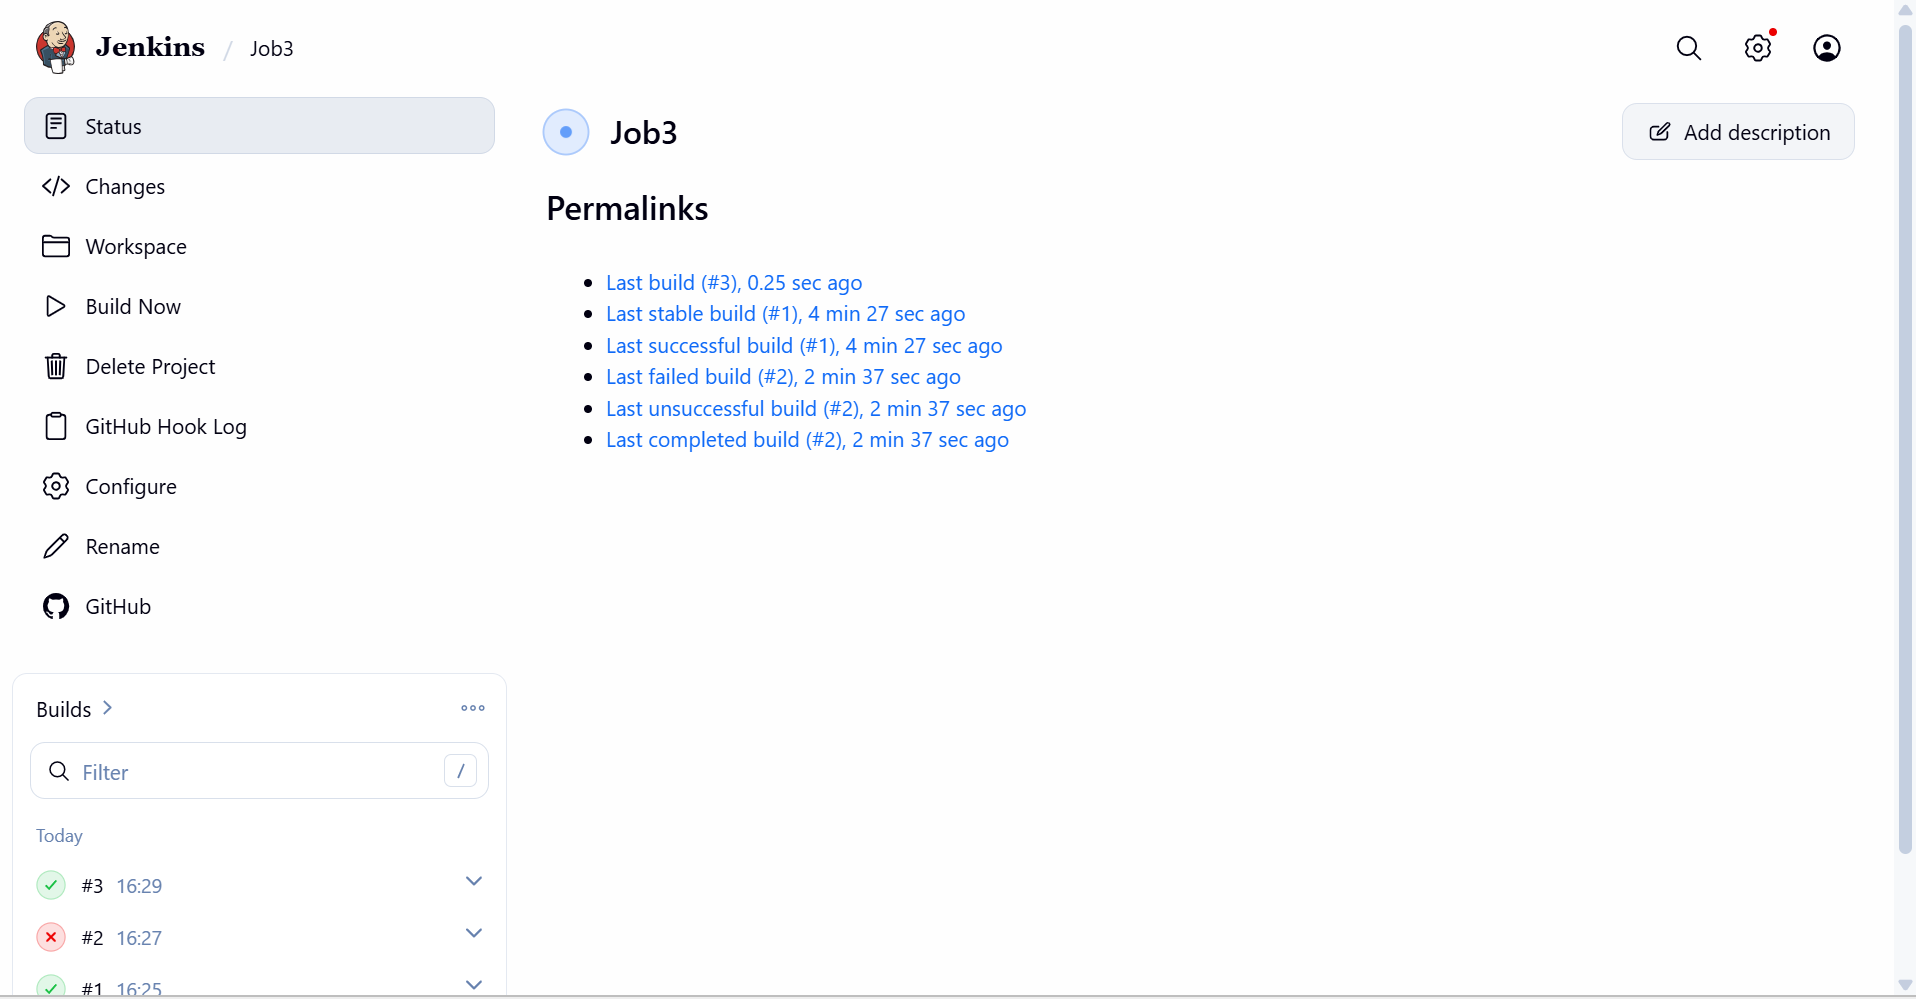 Jenkins / Job3
Status
Changes
Workspace
Build Now
Delete Project
GitHub Hook Log
Configure
Rename
GitHub
Builds
Filter /
Today
#3 16:29
#2 16:27
#1 16:25
Job3
Add description
Permalinks
Last build (#3), 0.25 sec ago
Last stable build (#1), 4 min 27 sec ago
Last successful build (#1), 4 min 27 sec ago
Last failed build (#2), 2 min 37 sec ago
Last unsuccessful build (#2), 2 min 37 sec ago
Last completed build (#2), 2 min 37 sec ago